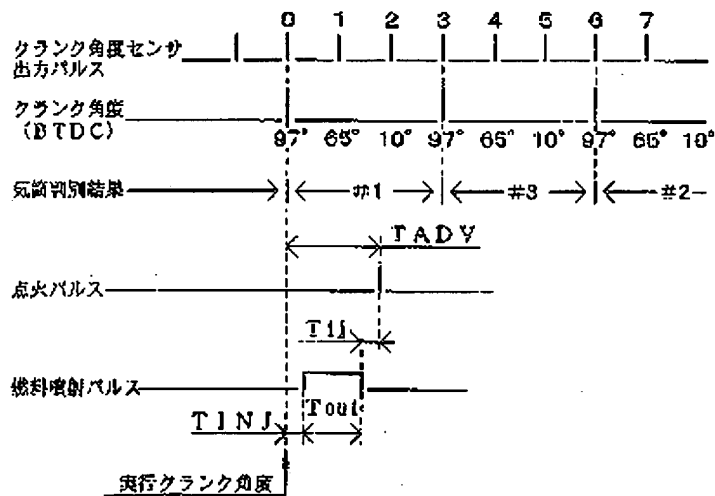 0 1 2 3 4 5 6 7
クランク角度センサ
出力パルス
クランク角度
(BTDC)
97° 65° 10° 97° 65° 10° 97° 65° 10°
気筒判別結果
#1 #3 #2
TADV
点火パルス
Tij
燃料噴射パルス
Tout
TINJ
実行クランク角度